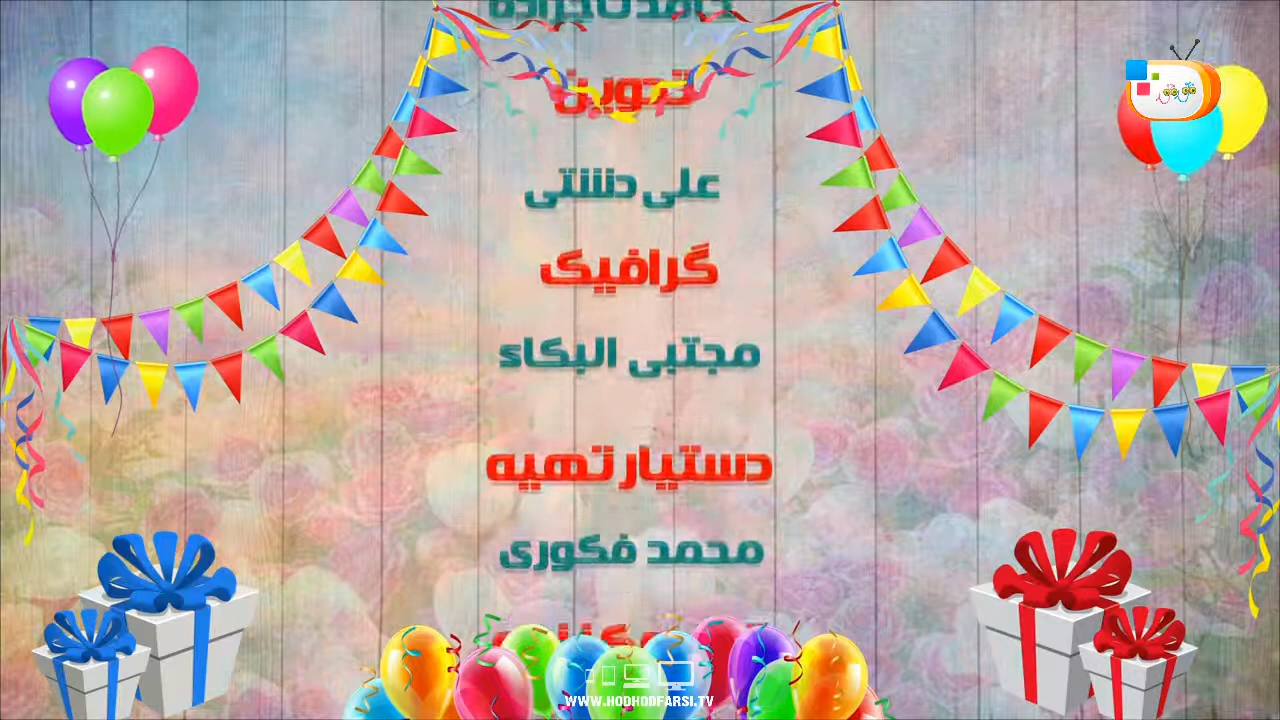 تدوین
علی دشتی
گرافیک
مجتبی البکاء
دستیار تهیه
محمد فکوری
WWW.HODHODFARSI.TV